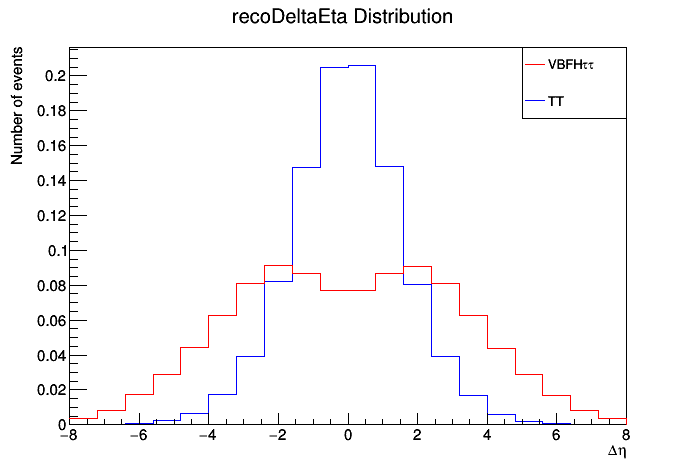 recoDeltaEta Distribution
Number of events
VBFHττ
TT
0.2
0.18
0.16
0.14
0.12
0.1
0.08
0.06
0.04
0.02
0
−8 −6 −4 −2 0 2 4 6 8
Δη